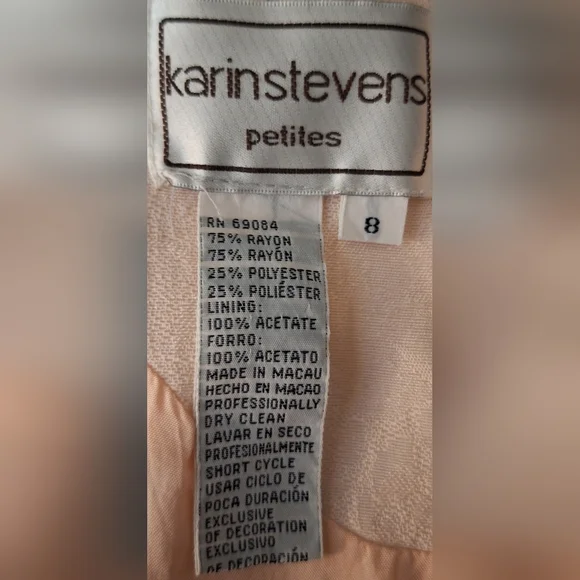 karinstevens
petites
8
RN 69084
75% RAYON
75% RAYÓN
25% POLYESTER
25% POLIÉSTER
LINING:
100% ACETATE
FORRO:
100% ACETATO
MADE IN MACAU
HECHO EN MACAO
PROFESSIONALLY
DRY CLEAN
LAVAR EN SECO
PROFESIONALMENTE
SHORT CYCLE
USAR CICLO DE
POCA DURACIÓN
EXCLUSIVE
OF DECORATION
EXCLUSIVO
DE DECORACIÓN